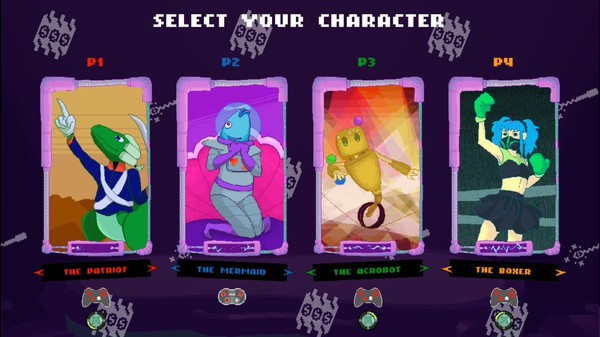 SELECT YOUR CHARACTER
P1 P2 P3 P4
THE PATRIOT THE MERMAID THE ACROBOT THE BOXER
$$$
$$$
$$$
$$$
$$$
$$$